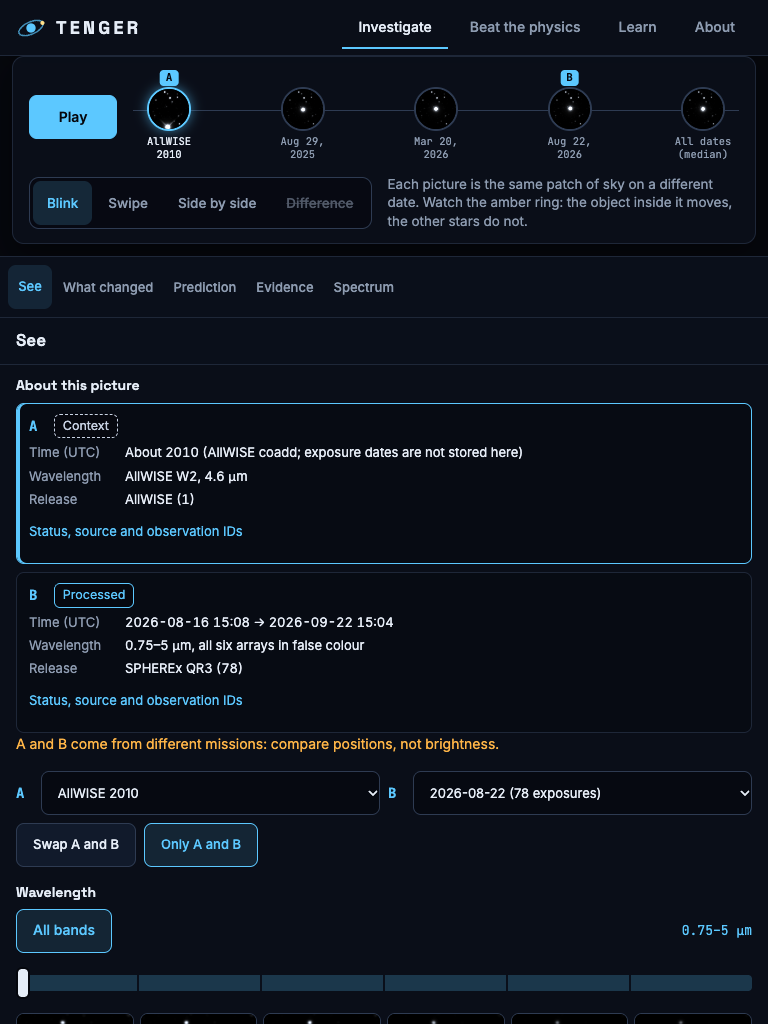 TENGER
Investigate
Beat the physics
Learn
About
Play
A
B
AllWISE
2010
Aug 29,
2025
Mar 20,
2026
Aug 22,
2026
All dates
(median)
Blink
Swipe
Side by side
Difference
Each picture is the same patch of sky on a different
date. Watch the amber ring: the object inside it moves,
the other stars do not.
See
What changed
Prediction
Evidence
Spectrum
See
About this picture
A Context
Time (UTC) About 2010 (AllWISE coadd; exposure dates are not stored here)
Wavelength AllWISE W2, 4.6 µm
Release AllWISE (1)
Status, source and observation IDs
B Processed
Time (UTC) 2026-08-16 15:08 → 2026-09-22 15:04
Wavelength 0.75–5 µm, all six arrays in false colour
Release SPHEREx QR3 (78)
Status, source and observation IDs
A and B come from different missions: compare positions, not brightness.
A AllWISE 2010 B 2026-08-22 (78 exposures)
Swap A and B
Only A and B
Wavelength
All bands
0.75–5 µm